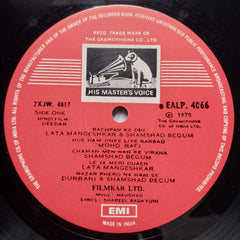 REGD. TRADE MARK OF
THE GRAMOPHONE CO. LTD.
HIS MASTER'S VOICE
2XJW. 4817
SIDE ONE
HINDI FILM
DEEDAR
EALP. 4066
℗ 1975
THE GRAMOPHONE
CO. OF INDIA LTD.
BACHPAN KE DIN
LATA MANGESHKAR & SHAMSHAD BEGUM
HUE HAM JINKE LIYE BARBAD
MOHD RAFI
CHAMAN MEN RAH KE VIRANA
SHAMSHAD BEGUM
LE JA MERI DUAEN
LATA MANGESHKAR
NAZAR PHERO NA HAM SE
DURRANI & SHAMSHAD BEGUM
FILMKAR LTD.
MUSIC: NAUSHAD
LYRICS: SHAKEEL BADAYUNI
EMI
MADE IN INDIA